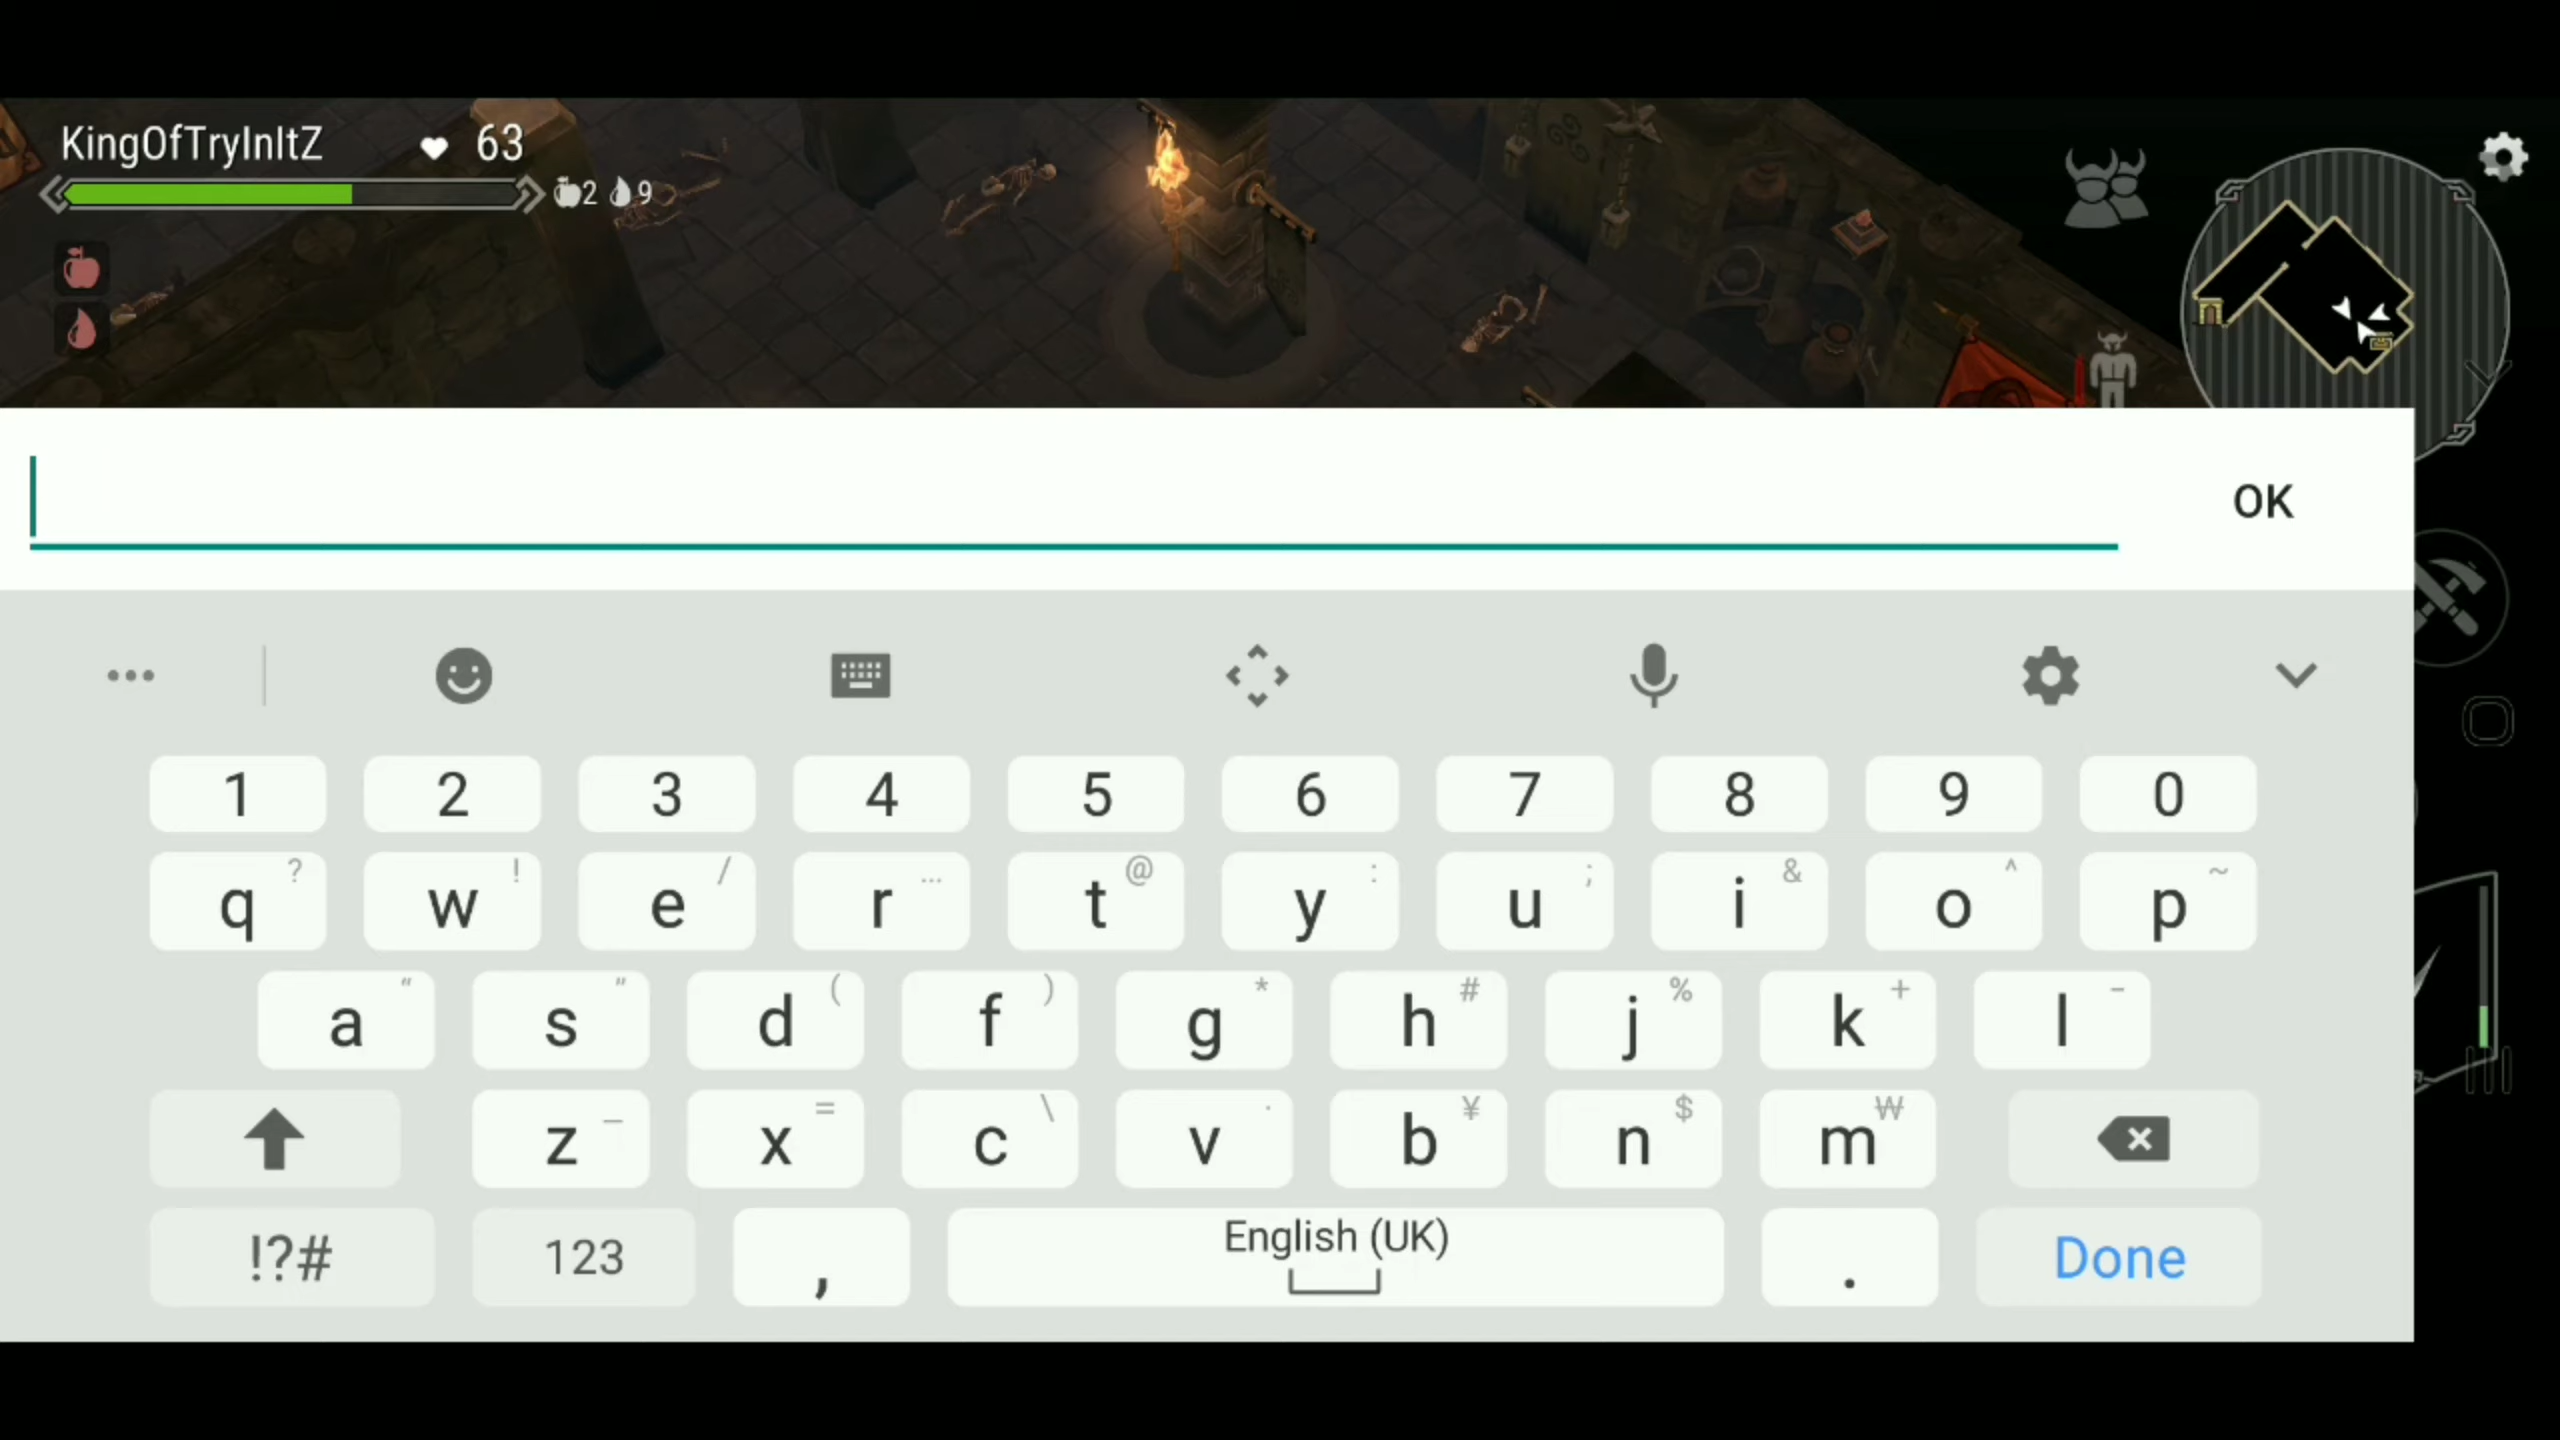 KingOfTryInItZ 63
2 9
OK
1 2 3 4 5 6 7 8 9 0
q ? w ! e / r ... t @ y : u ; i & o ^ p ~
a " s " d ( f ) g * h # j % k + l -
z _ x = c \ v · b ¥ n $ m ₩
!?# 123 , English (UK) . Done